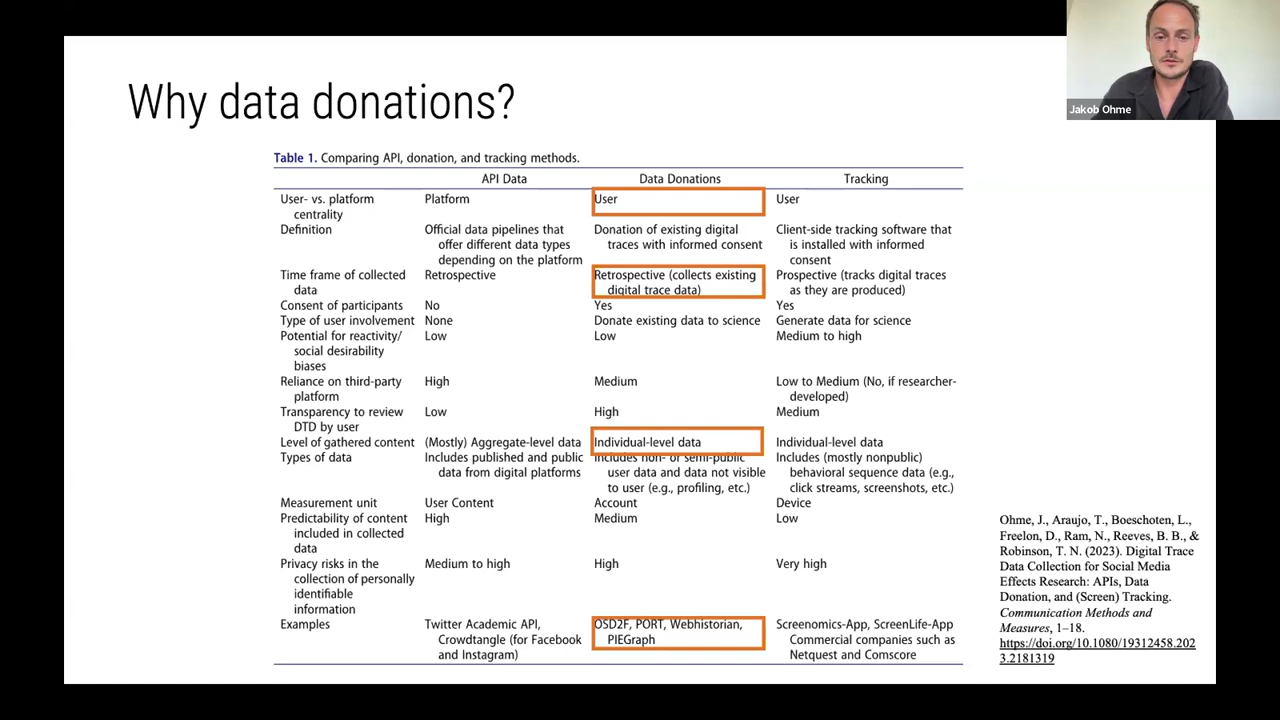 Why data donations?
Jakob Ohme
Table 1. Comparing API, donation, and tracking methods.
API Data Data Donations Tracking
User- vs. platform centrality Platform User User
Definition Official data pipelines that offer different data types depending on the platform Donation of existing digital traces with informed consent Client-side tracking software that is installed with informed consent
Time frame of collected data Retrospective Retrospective (collects existing digital trace data) Prospective (tracks digital traces as they are produced)
Consent of participants No Yes Yes
Type of user involvement None Donate existing data to science Generate data for science
Potential for reactivity/ social desirability biases Low Low Medium to high
Reliance on third-party platform High Medium Low to Medium (No, if researcher-developed)
Transparency to review DTD by user Low High Medium
Level of gathered content (Mostly) Aggregate-level data Individual-level data Individual-level data
Types of data Includes published and public data from digital platforms Includes non- or semi-public user data and data not visible to user (e.g., profiling, etc.) Includes (mostly nonpublic) behavioral sequence data (e.g., click streams, screenshots, etc.)
Measurement unit User Content Account Device
Predictability of content included in collected data High Medium Low
Privacy risks in the collection of personally identifiable information Medium to high High Very high
Examples Twitter Academic API, Crowdtangle (for Facebook and Instagram) OSD2F, PORT, Webhistorian, PIEGraph Screenomics-App, ScreenLife-App Commercial companies such as Netquest and Comscore
Ohme, J., Araujo, T., Boeschoten, L.,
Freelon, D., Ram, N., Reeves, B. B., &
Robinson, T. N. (2023). Digital Trace
Data Collection for Social Media
Effects Research: APIs, Data
Donation, and (Screen) Tracking.
Communication Methods and
Measures, 1–18.
https://doi.org/10.1080/19312458.202
3.2181319